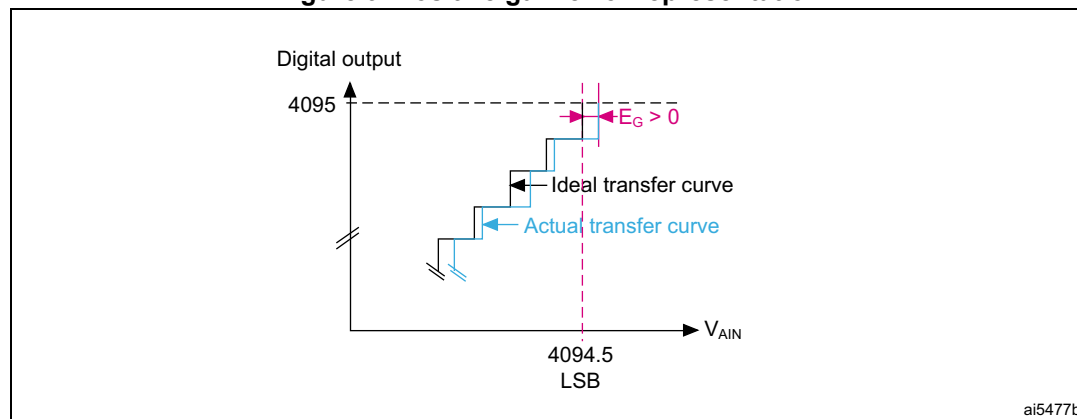 Digital output
4095
E_G > 0
Ideal transfer curve
Actual transfer curve
V_AIN
4094.5
LSB
ai5477b